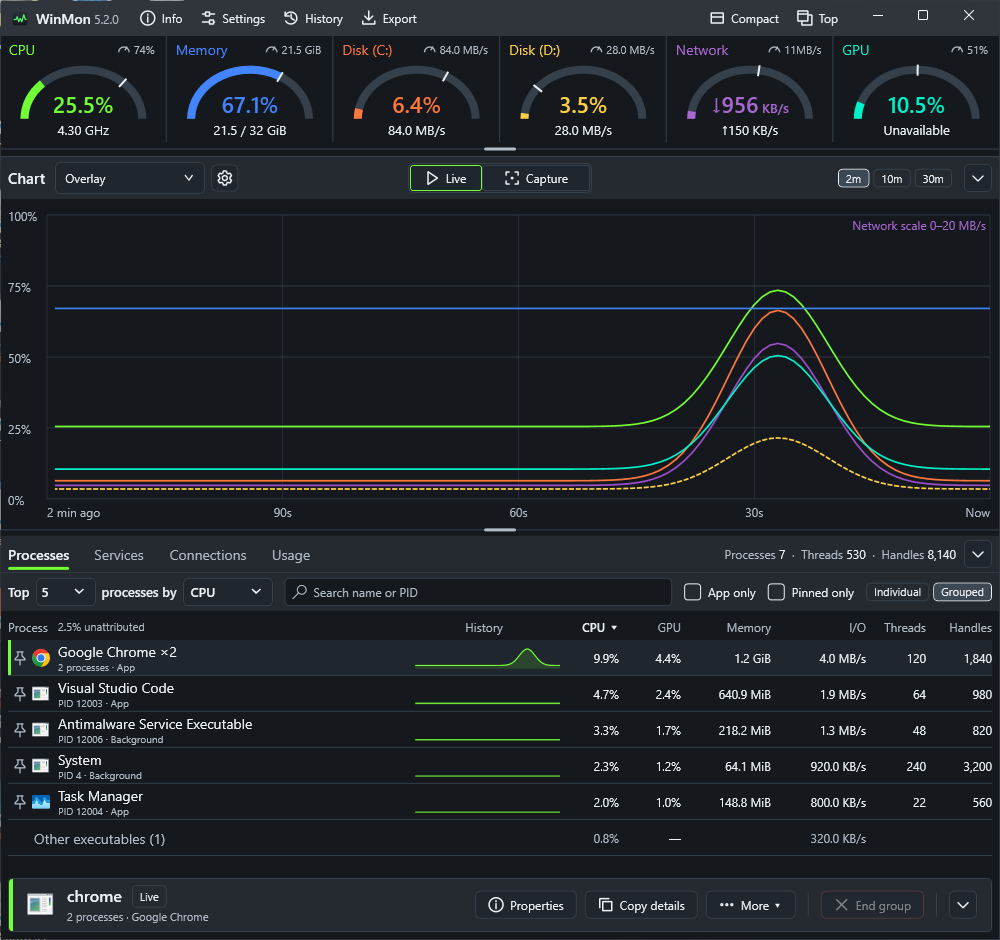 WinMon 5.2.0 Info Settings History Export Compact Top
CPU 74% Memory 21.5 GiB Disk (C:) 84.0 MB/s Disk (D:) 28.0 MB/s Network 11MB/s GPU 51%
25.5% 67.1% 6.4% 3.5% ↓956 KB/s 10.5%
4.30 GHz 21.5 / 32 GiB 84.0 MB/s 28.0 MB/s ↑150 KB/s Unavailable
Chart Overlay Live Capture 2m 10m 30m
100%
Network scale 0–20 MB/s
75%
50%
25%
0%
2 min ago 90s 60s 30s Now
Processes Services Connections Usage Processes 7 · Threads 530 · Handles 8,140
Top 5 processes by CPU Search name or PID App only Pinned only Individual Grouped
Process 2.5% unattributed History CPU ▼ GPU Memory I/O Threads Handles
Google Chrome ×2 9.9% 4.4% 1.2 GiB 4.0 MB/s 120 1,840
2 processes · App
Visual Studio Code 4.7% 2.4% 640.9 MiB 1.9 MB/s 64 980
PID 12003 · App
Antimalware Service Executable 3.3% 1.7% 218.2 MiB 1.3 MB/s 48 820
PID 12006 · Background
System 2.3% 1.2% 64.1 MiB 920.0 KB/s 240 3,200
PID 4 · Background
Task Manager 2.0% 1.0% 148.8 MiB 800.0 KB/s 22 560
PID 12004 · App
Other executables (1) 0.8% — 320.0 KB/s
chrome Live
2 processes · Google Chrome Properties Copy details More ▾ End group